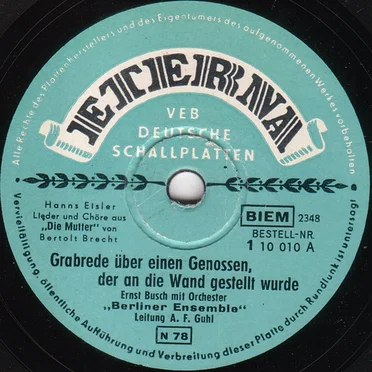 Alle Rechte des Plattenherstellers und des Eigentumers des aufgenommenen Werkes vorbehalten
ETERNA
VEB
DEUTSCHE
SCHALLPLATTEN
Hanns Eisler
Lieder und Chöre aus
„Die Mutter" von
Bertolt Brecht
BIEM 2348
BESTELL-NR.
1 10 010 A
Grabrede über einen Genossen,
der an die Wand gestellt wurde
Ernst Busch mit Orchester
„Berliner Ensemble"
Leitung A. F. Guhl
N 78
Vervielfältigung, öffentliche Aufführung und Verbreitung dieser Platte durch Rundfunk ist untersagt